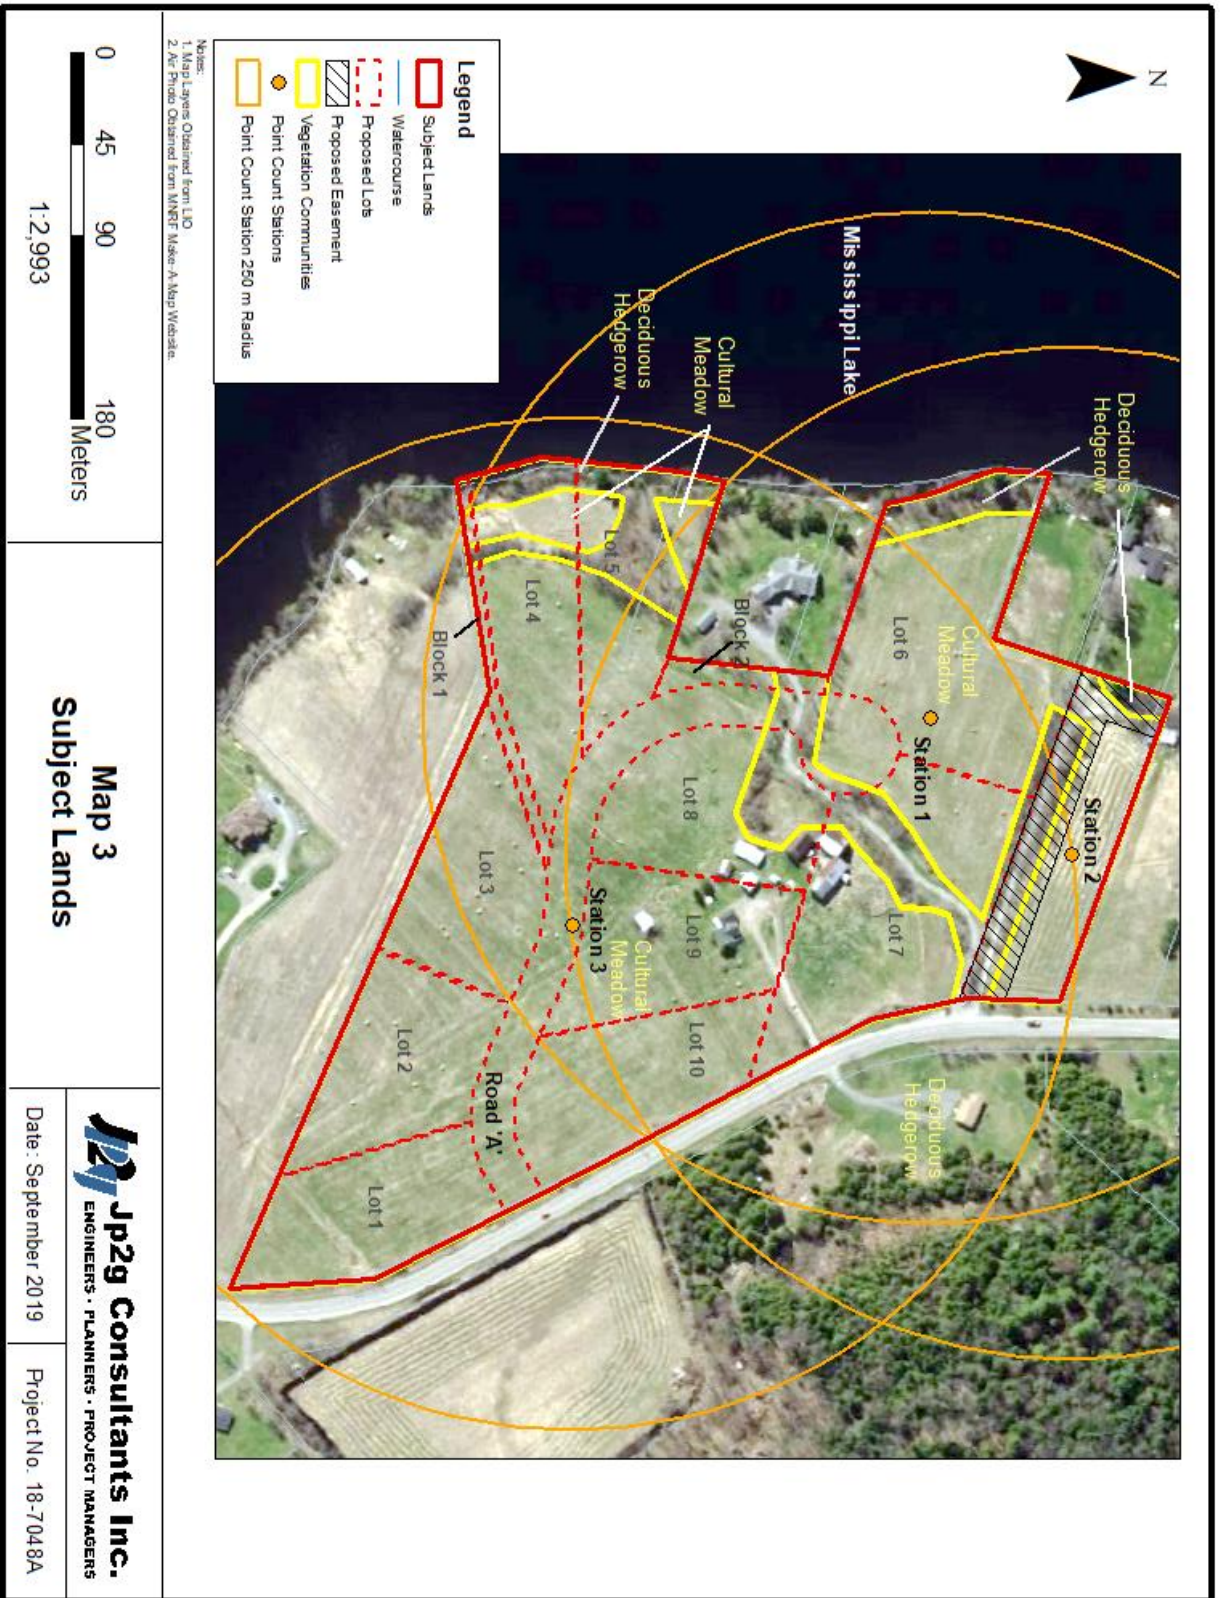 N
Legend
Subject Lands
Watercourse
Proposed Lots
Proposed Easement
Vegetation Communities
Point Count Stations
Point Count Station 250 m Radius
Mississippi Lake
Deciduous
Hedgerow
Cultural
Meadow
Deciduous
Hedgerow
Lot 6
Cultural
Meadow
Station 1
Station 2
Block 2
Lot 5
Lot 4
Block 1
Lot 8
Lot 3
Station 3
Cultural
Meadow
Lot 9
Lot 7
Lot 10
Lot 2
Road 'A'
Lot 1
Deciduous
Hedgerow
Notes:
1. Map Layers Obtained from LIO
2. Air Photo Obtained from MNRF Make-A-Map Website.
0 45 90 180
Meters
1:2,993
Map 3
Subject Lands
Jp2g Jp2g Consultants Inc.
ENGINEERS · PLANNERS · PROJECT MANAGERS
Date: September 2019
Project No. 18-7048A